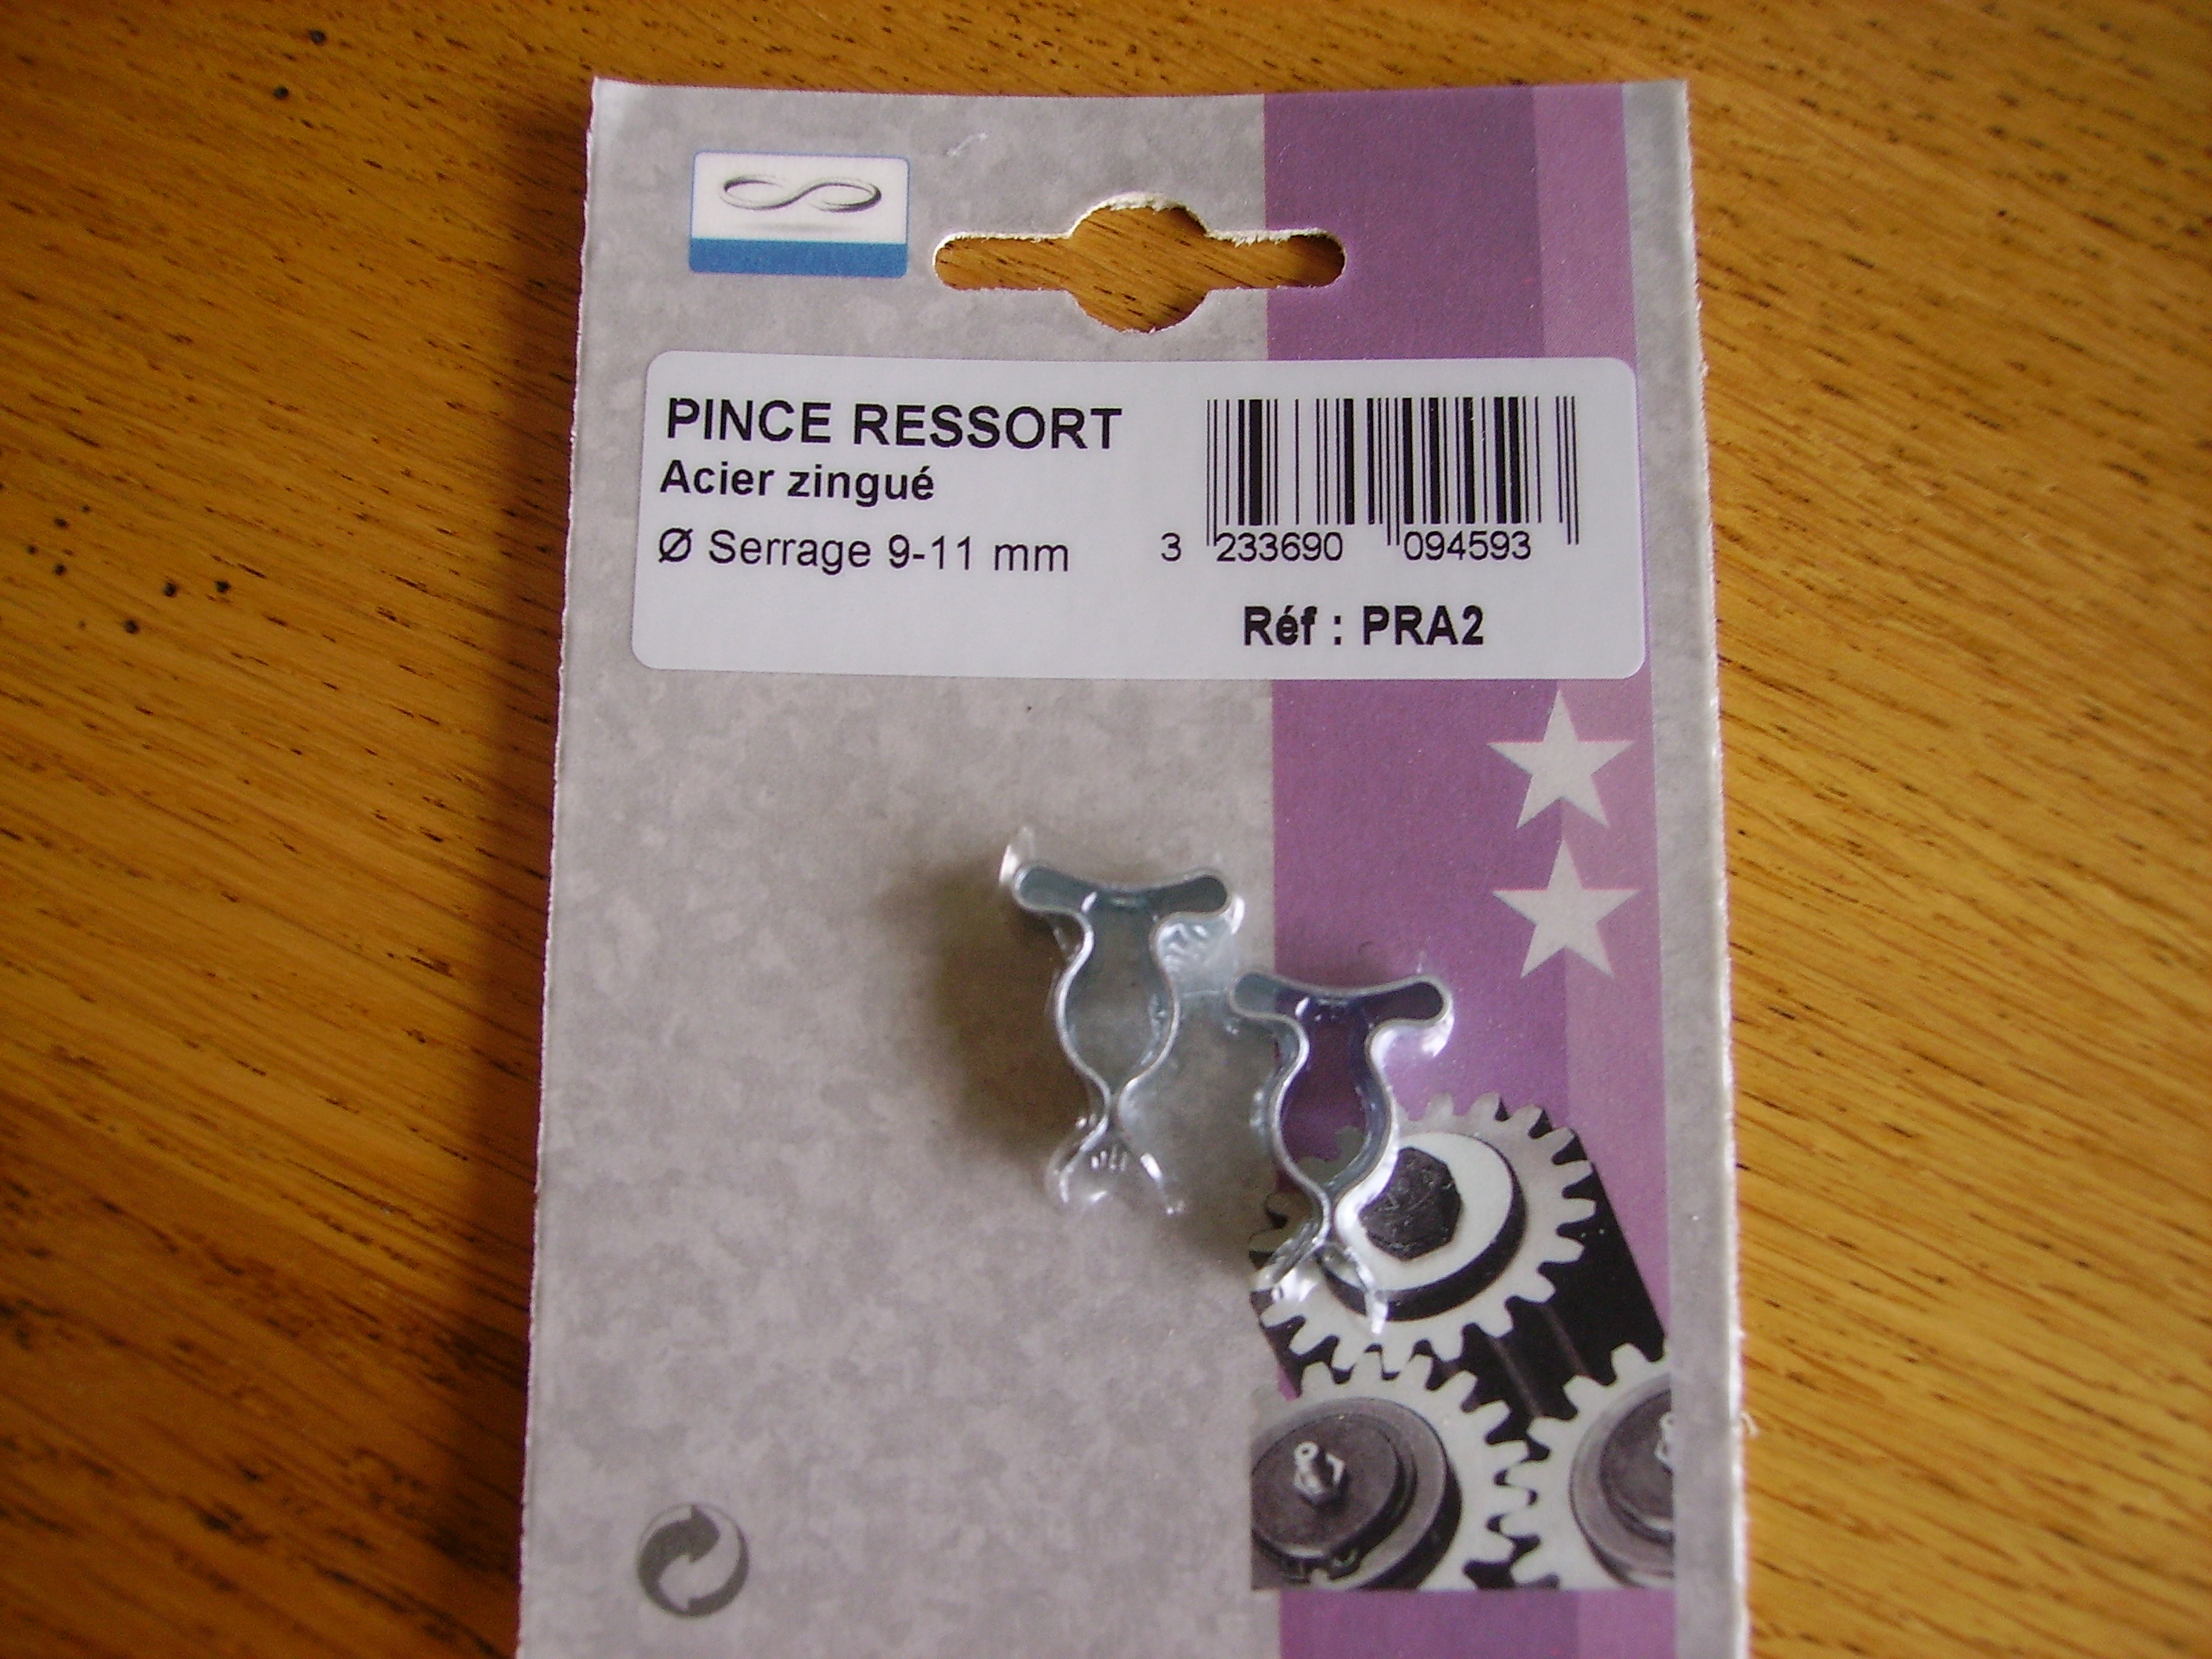 PINCE RESSORT
Acier zingué
Ø Serrage 9-11 mm
3 233690 094593
Réf : PRA2